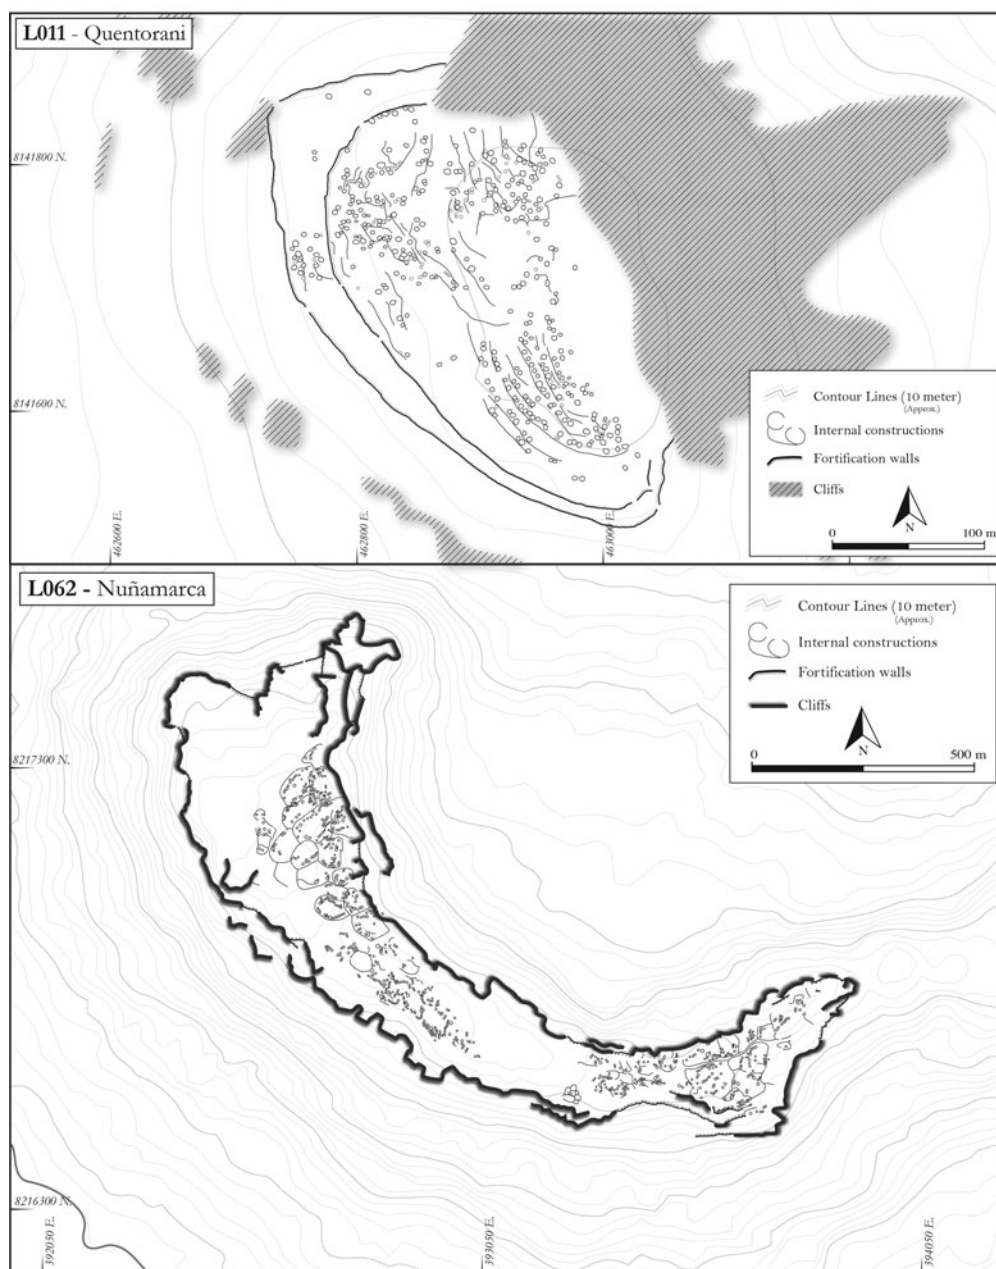 L011 - Quentorani
8141800 N.
8141600 N.
462600 E.
462800 E.
463000 E.
Contour Lines (10 meter)
(Approx.)
Internal constructions
Fortification walls
Cliffs
N
0 100 m
L062 - Nuñamarca
8217300 N.
8216300 N.
392050 E.
393050 E.
394050 E.
Contour Lines (10 meter)
(Approx.)
Internal constructions
Fortification walls
Cliffs
N
0 500 m